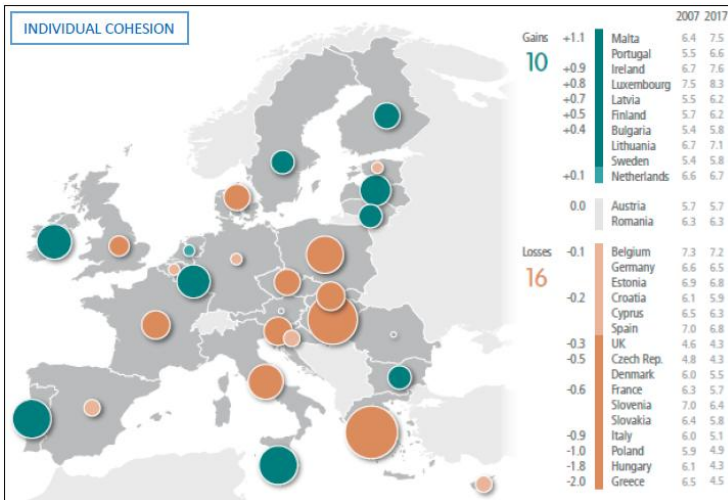 INDIVIDUAL COHESION
2007 2017
Gains +1.1 Malta 6.4 7.5
10 Portugal 5.5 6.6
+0.9 Ireland 6.7 7.6
+0.8 Luxembourg 7.5 8.3
+0.7 Latvia 5.5 6.2
+0.5 Finland 5.7 6.2
+0.4 Bulgaria 5.4 5.8
Lithuania 6.7 7.1
Sweden 5.4 5.8
+0.1 Netherlands 6.6 6.7
0.0 Austria 5.7 5.7
Romania 6.3 6.3
Losses -0.1 Belgium 7.3 7.2
16 Germany 6.6 6.5
Estonia 6.9 6.8
-0.2 Croatia 6.1 5.9
Cyprus 6.5 6.3
Spain 7.0 6.8
-0.3 UK 4.6 4.3
-0.5 Czech Rep. 4.8 4.3
Denmark 6.0 5.5
-0.6 France 6.3 5.7
Slovenia 7.0 6.4
Slovakia 6.4 5.8
-0.9 Italy 6.0 5.1
-1.0 Poland 5.9 4.9
-1.8 Hungary 6.1 4.3
-2.0 Greece 6.5 4.5